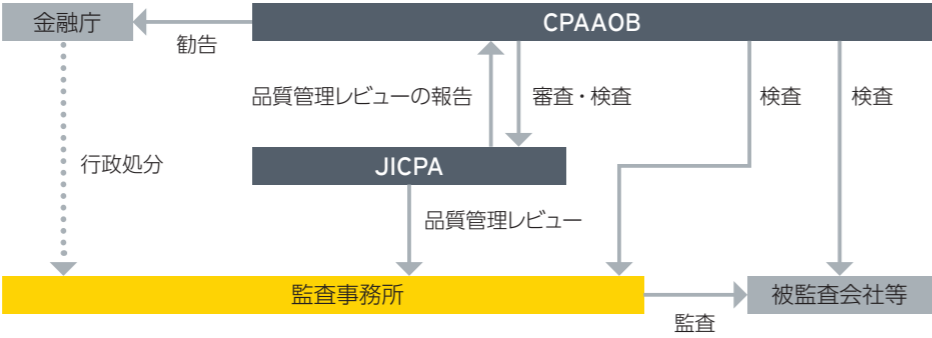 金融庁
CPAAOB
勧告
品質管理レビューの報告
審査・検査
検査
検査
行政処分
JICPA
品質管理レビュー
監査事務所
被監査会社等
監査